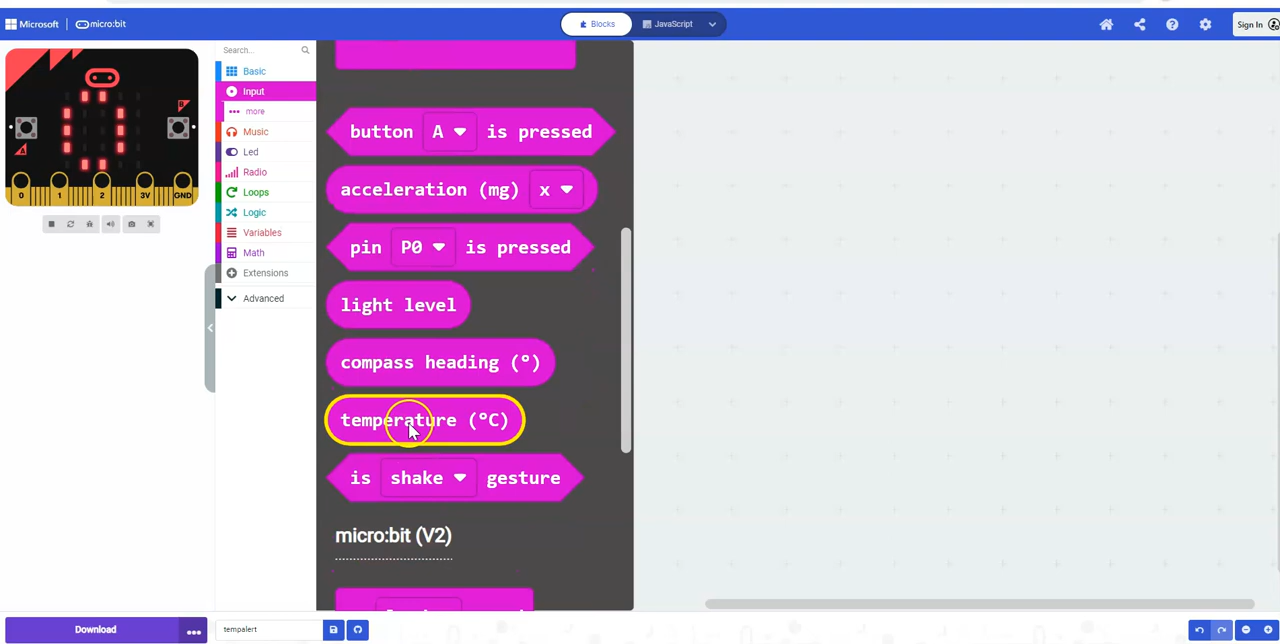 Microsoft | micro:bit
Blocks
JavaScript
Sign In
Search...
Basic
Input
more
Music
Led
Radio
Loops
Logic
Variables
Math
Extensions
Advanced
B
A
0 1 2 3V GND
button A is pressed
acceleration (mg) x
pin P0 is pressed
light level
compass heading (°)
temperature (°C)
is shake gesture
micro:bit (V2)
Download
tempalert